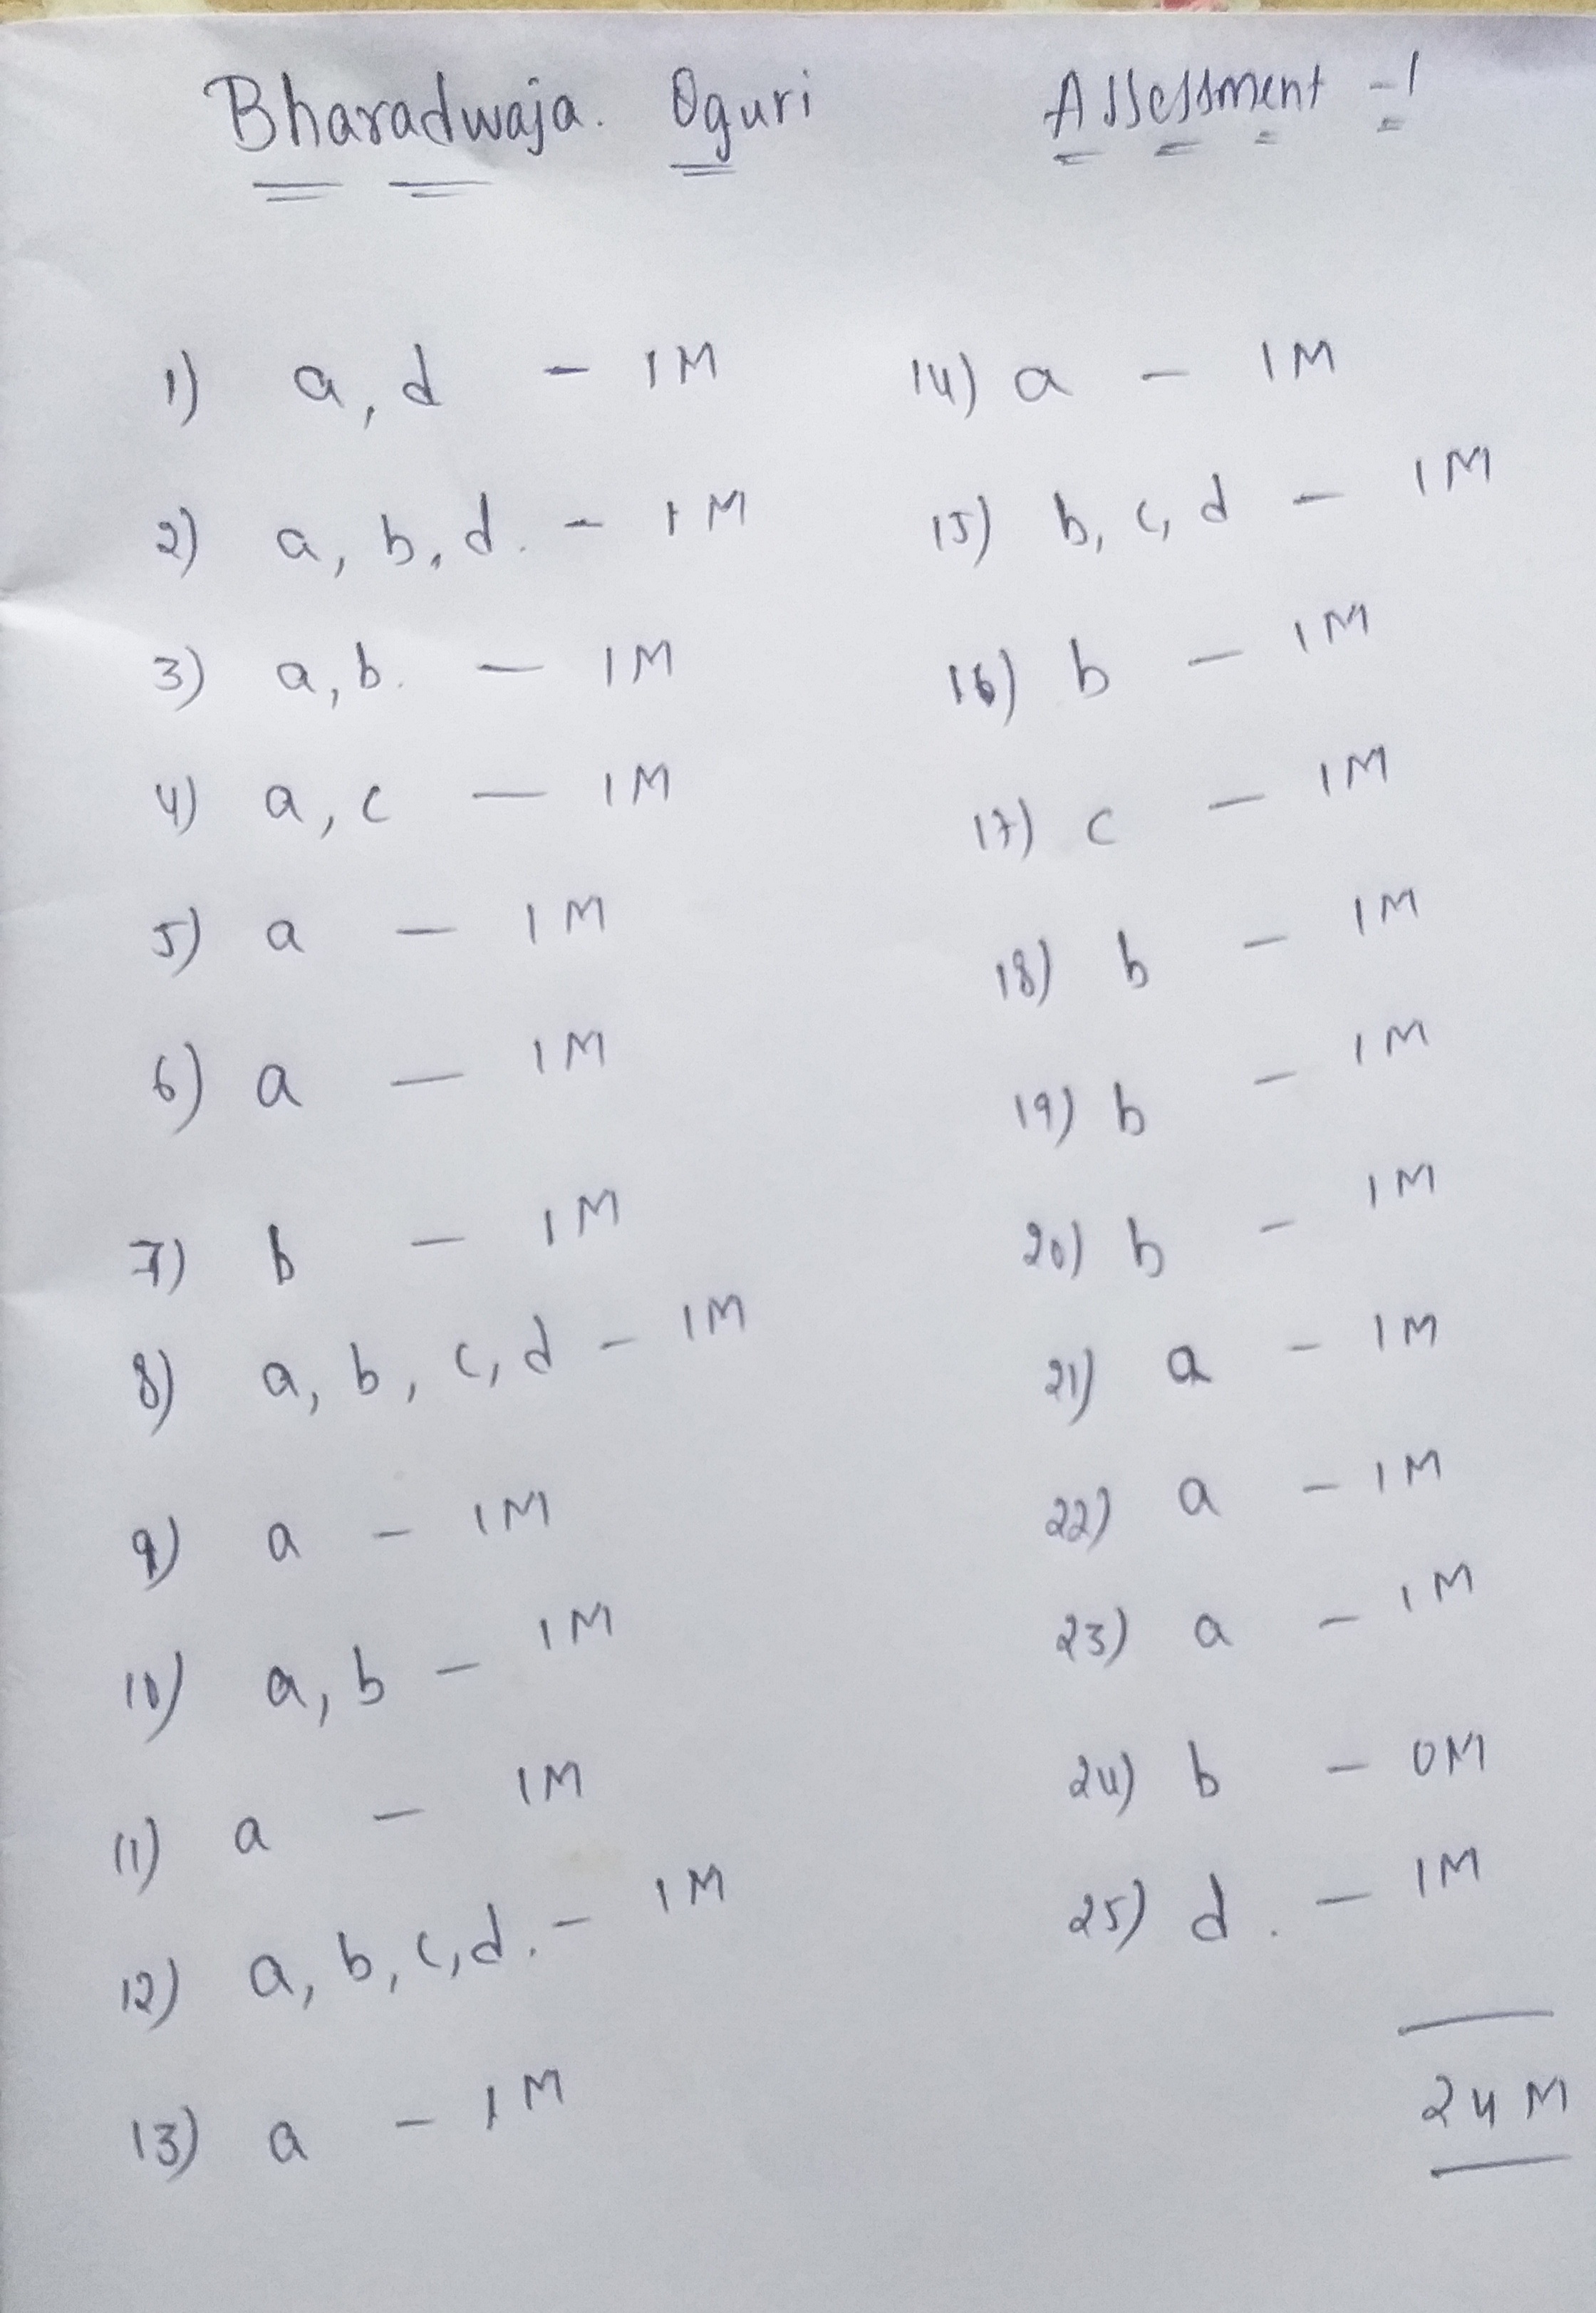 Bharadwaja. Oguri
Assessment - 1
1) a, d - 1M
2) a, b, d. - 1M
3) a, b. - 1M
4) a, c - 1M
5) a - 1M
6) a - 1M
7) b - 1M
8) a, b, c, d - 1M
9) a - 1M
10) a, b - 1M
11) a - 1M
12) a, b, c, d. - 1M
13) a - 1M
14) a - 1M
15) b, c, d - 1M
16) b - 1M
17) c - 1M
18) b - 1M
19) b - 1M
20) b - 1M
21) a - 1M
22) a - 1M
23) a - 1M
24) b - 0M
25) d. - 1M
24M